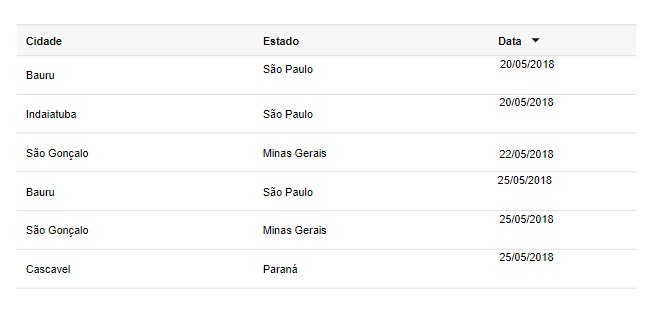 Cidade Estado Data
Bauru São Paulo 20/05/2018
Indaiatuba São Paulo 20/05/2018
São Gonçalo Minas Gerais 22/05/2018
Bauru São Paulo 25/05/2018
São Gonçalo Minas Gerais 25/05/2018
Cascavel Paraná 25/05/2018